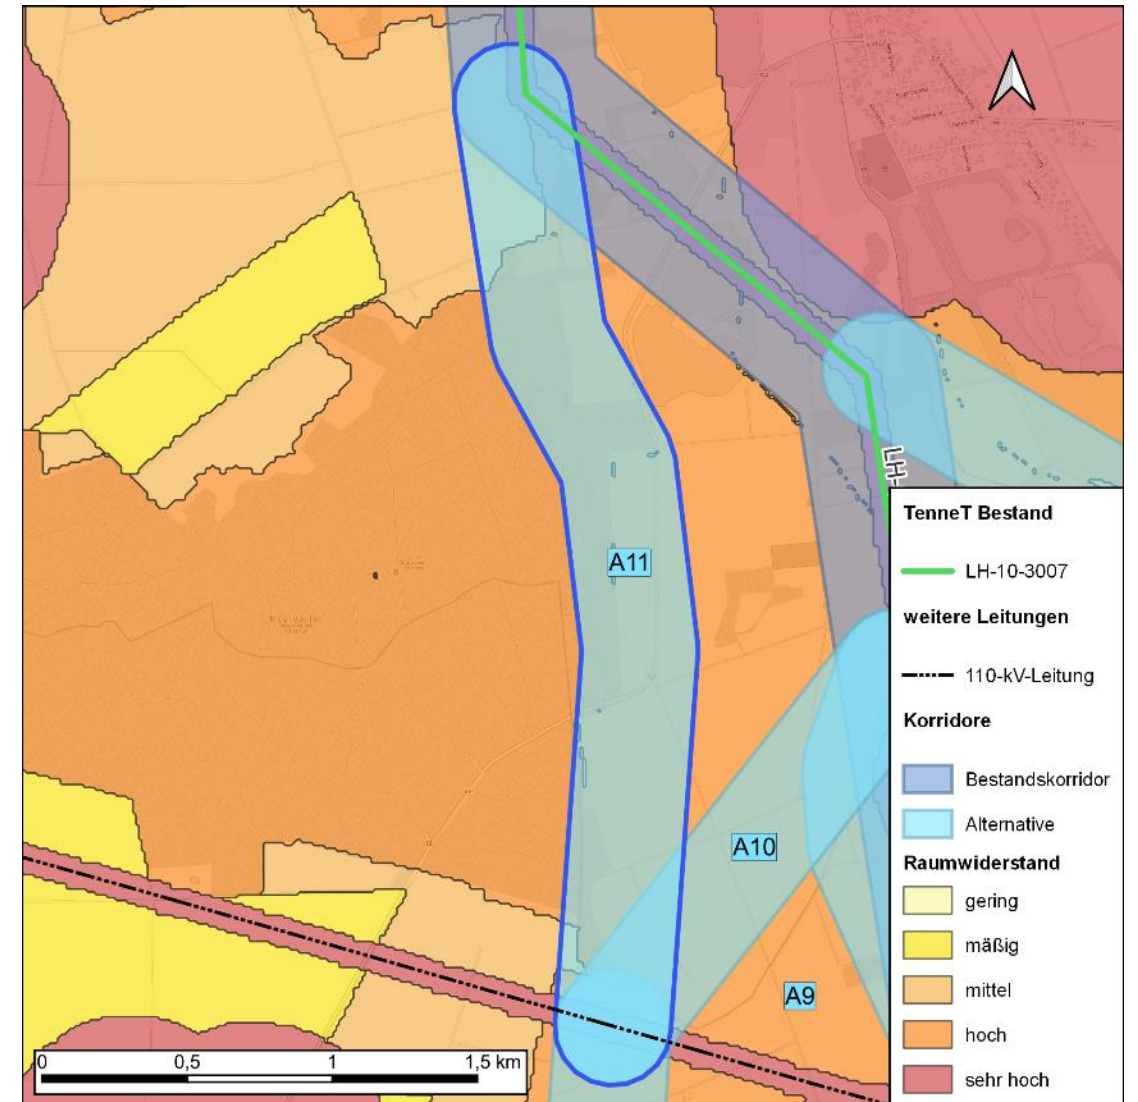 LH-
A11
A10
A9
TenneT Bestand
LH-10-3007
weitere Leitungen
110-kV-Leitung
Korridore
Bestandskorridor
Alternative
Raumwiderstand
gering
mäßig
mittel
hoch
sehr hoch
0 0,5 1 1,5 km